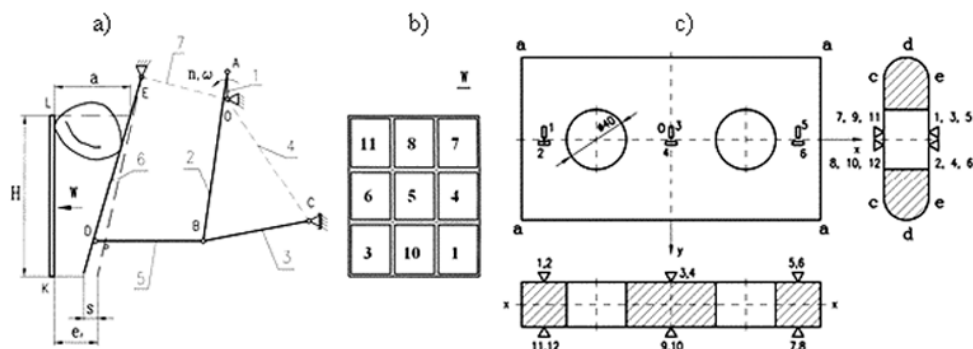 a)
b)
c)
7
A
n, ω
1
O
E
a
L
4
6
2
H
W
C
D
P
B
3
5
S
K
e,
W
11 8 7
6 5 4
3 10 1
a a
d
c e
ø40
1
2
O 3
4
5
6
x
7, 9, 11
8, 10, 12
1, 3, 5
2, 4, 6
c e
d
a a
y
1,2
3,4
5,6
x x
11,12
9,10
7,8